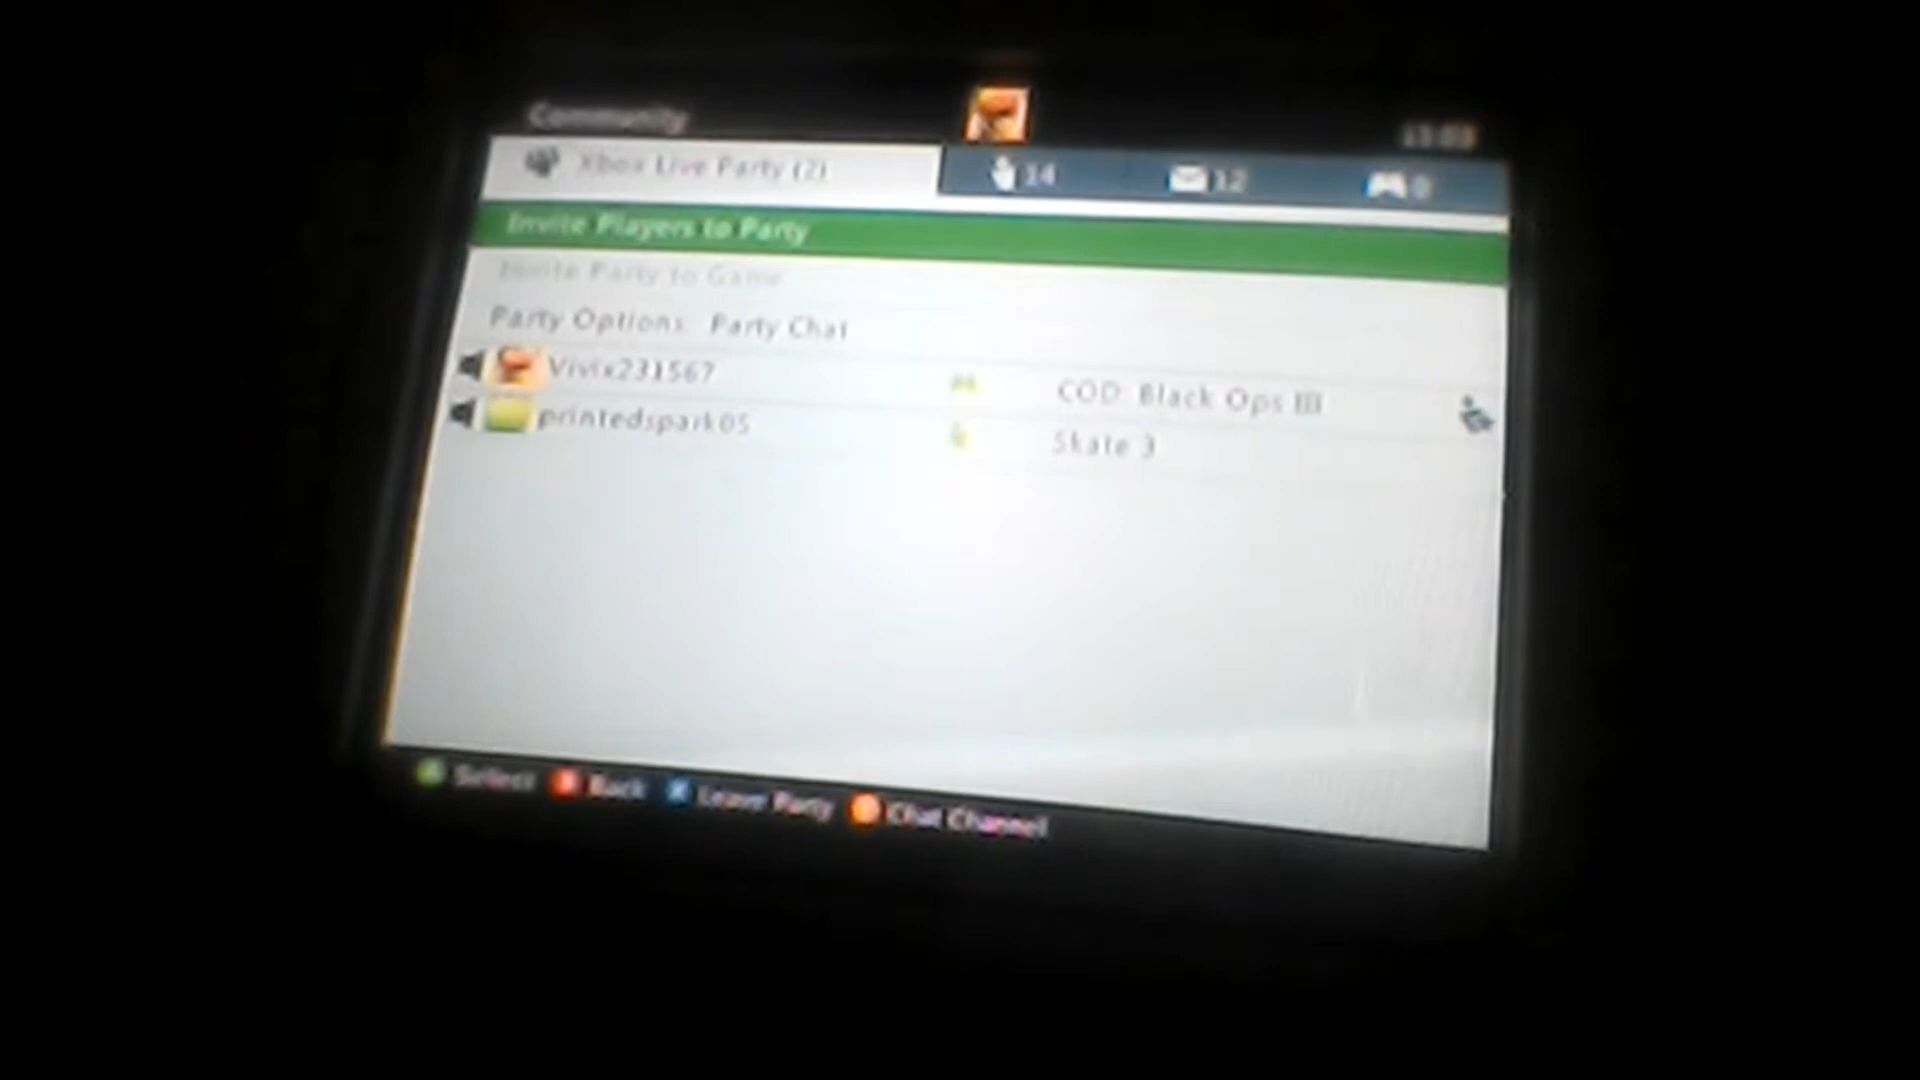 Community
Xbox Live Party (2)
14
12
0
Invite Players to Party
Invite Party to Game
Party Options: Party Chat
Vivix231567
COD: Black Ops III
printedspark05
Skate 3
Select
Back
X
Leave Party
Chat Channel